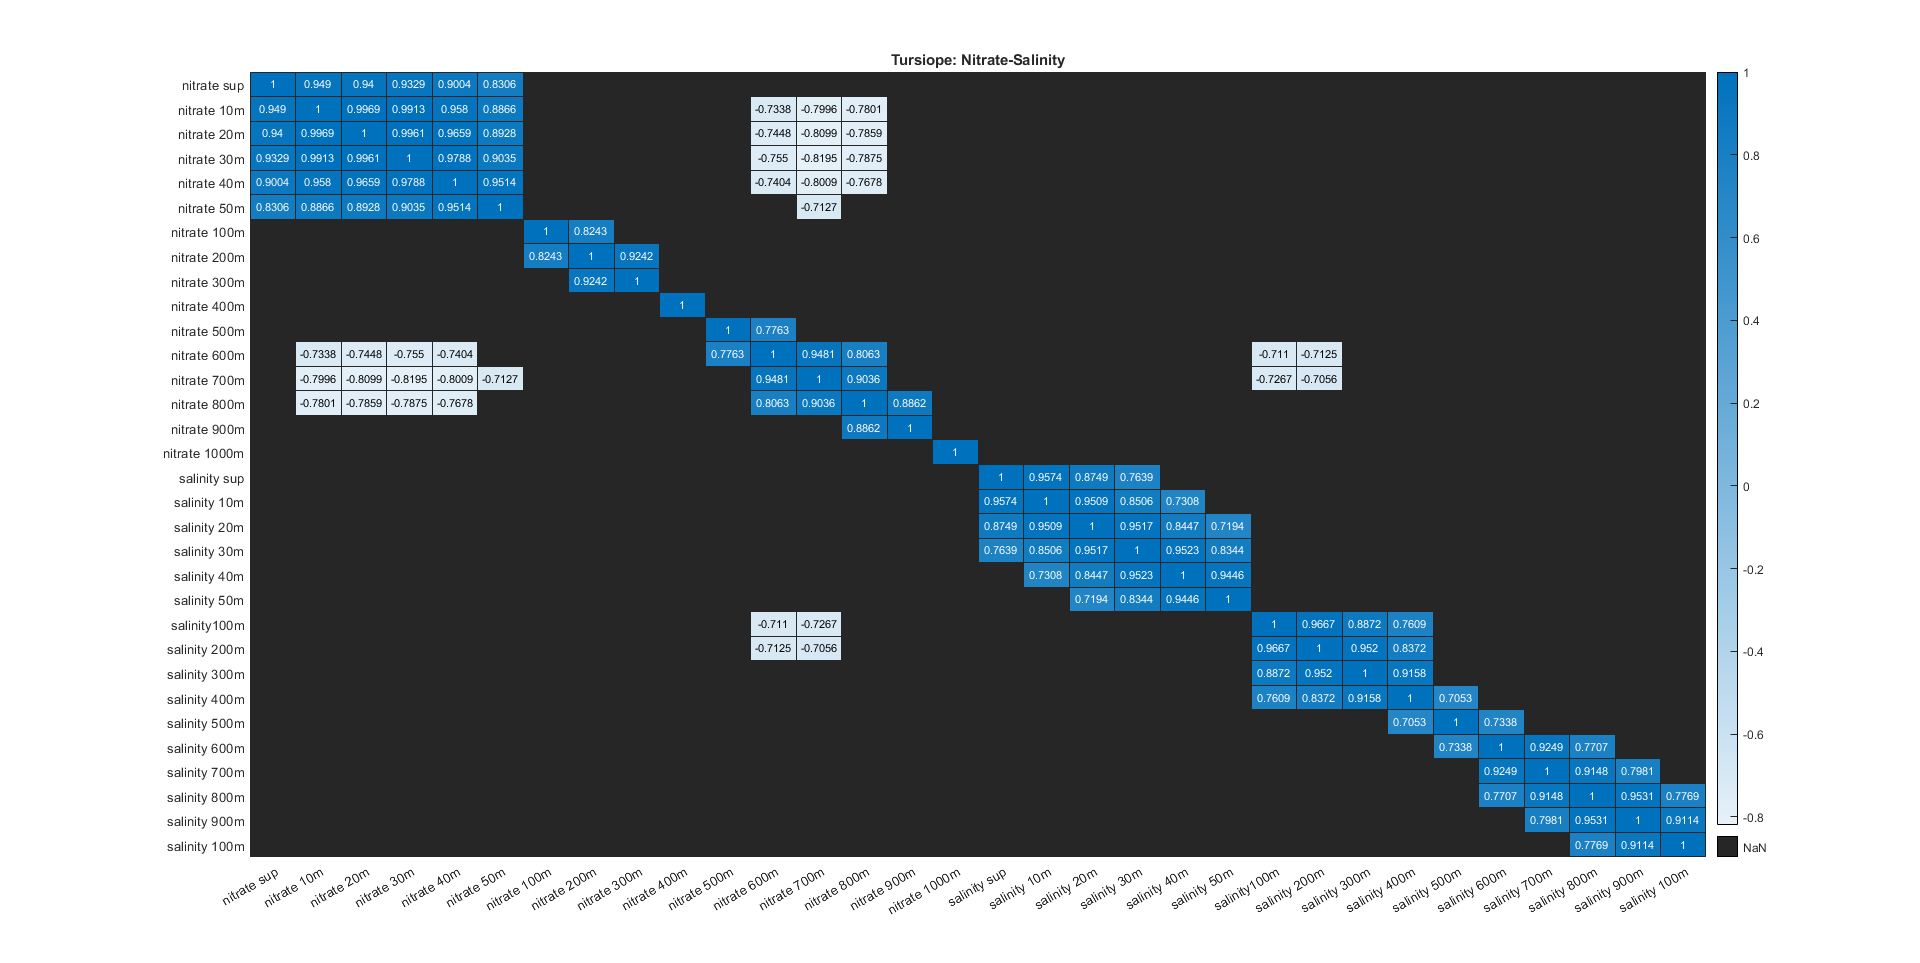 Tursiope: Nitrate-Salinity
nitrate sup 1 0.949 0.94 0.9329 0.9004 0.8306
nitrate 10m 0.949 1 0.9969 0.9913 0.958 0.8866 -0.7338 -0.7996 -0.7801
nitrate 20m 0.94 0.9969 1 0.9961 0.9659 0.8928 -0.7448 -0.8099 -0.7859
nitrate 30m 0.9329 0.9913 0.9961 1 0.9788 0.9035 -0.755 -0.8195 -0.7875
nitrate 40m 0.9004 0.958 0.9659 0.9788 1 0.9514 -0.7404 -0.8009 -0.7678
nitrate 50m 0.8306 0.8866 0.8928 0.9035 0.9514 1 -0.7127
nitrate 100m 1 0.8243
nitrate 200m 0.8243 1 0.9242
nitrate 300m 0.9242 1
nitrate 400m 1
nitrate 500m 1 0.7763
nitrate 600m -0.7338 -0.7448 -0.755 -0.7404 0.7763 1 0.9481 0.8063 -0.711 -0.7125
nitrate 700m -0.7996 -0.8099 -0.8195 -0.8009 -0.7127 0.9481 1 0.9036 -0.7267 -0.7056
nitrate 800m -0.7801 -0.7859 -0.7875 -0.7678 0.8063 0.9036 1 0.8862
nitrate 900m 0.8862 1
nitrate 1000m 1
salinity sup 1 0.9574 0.8749 0.7639
salinity 10m 0.9574 1 0.9509 0.8506 0.7308
salinity 20m 0.8749 0.9509 1 0.9517 0.8447 0.7194
salinity 30m 0.7639 0.8506 0.9517 1 0.9523 0.8344
salinity 40m 0.7308 0.8447 0.9523 1 0.9446
salinity 50m 0.7194 0.8344 0.9446 1
salinity100m -0.711 -0.7267 1 0.9667 0.8872 0.7609
salinity 200m -0.7125 -0.7056 0.9667 1 0.952 0.8372
salinity 300m 0.8872 0.952 1 0.9158
salinity 400m 0.7609 0.8372 0.9158 1 0.7053
salinity 500m 0.7053 1 0.7338
salinity 600m 0.7338 1 0.9249 0.7707
salinity 700m 0.9249 1 0.9148 0.7981
salinity 800m 0.7707 0.9148 1 0.9531 0.7769
salinity 900m 0.7981 0.9531 1 0.9114
salinity 100m 0.7769 0.9114 1
nitrate sup nitrate 10m nitrate 20m nitrate 30m nitrate 40m nitrate 50m nitrate 100m nitrate 200m nitrate 300m nitrate 400m nitrate 500m nitrate 600m nitrate 700m nitrate 800m nitrate 900m nitrate 1000m salinity sup salinity 10m salinity 20m salinity 30m salinity 40m salinity 50m salinity100m salinity 200m salinity 300m salinity 400m salinity 500m salinity 600m salinity 700m salinity 800m salinity 900m salinity 100m
1
0.8
0.6
0.4
0.2
0
-0.2
-0.4
-0.6
-0.8
NaN